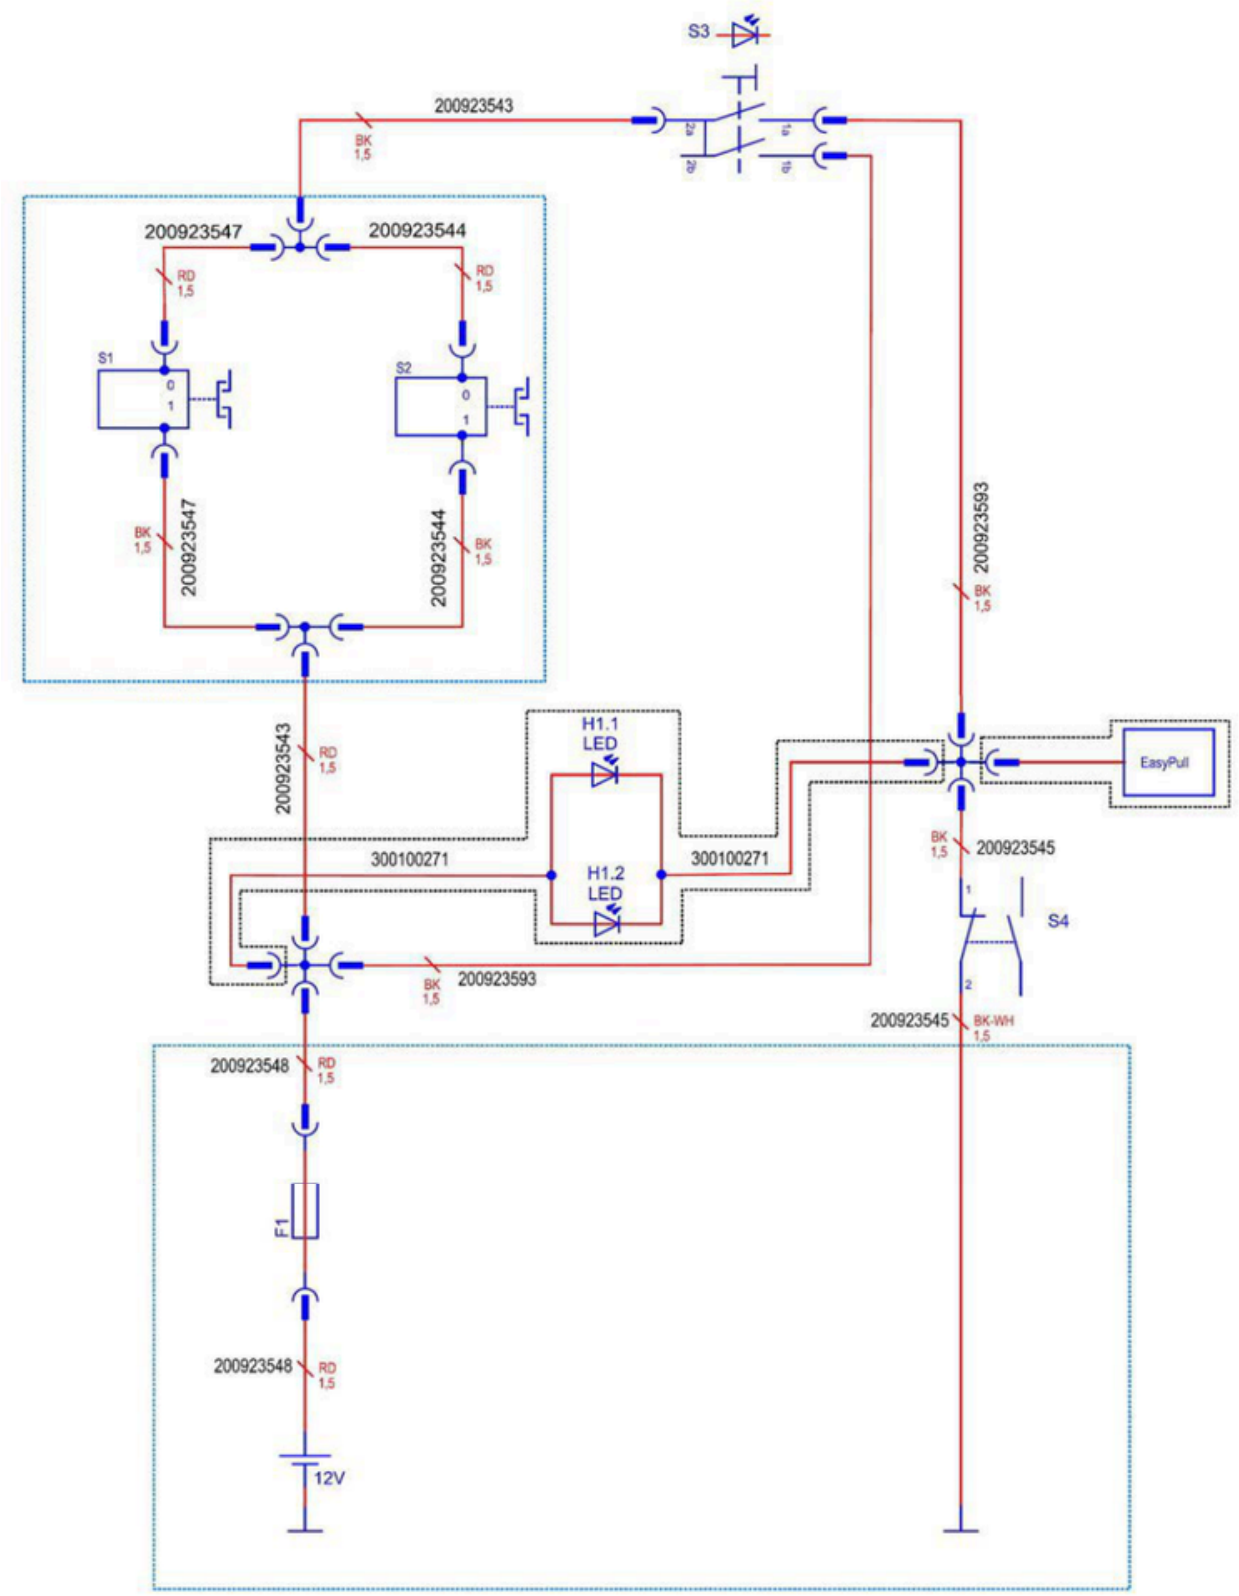 S3
200923543
BK
1,5
2a
1a
2b
1b
200923547
200923544
RD
1,5
RD
1,5
S1
0
1
S2
0
1
BK
1,5
200923547
200923544
BK
1,5
200923593
BK
1,5
200923543
RD
1,5
H1.1
LED
EasyPull
300100271
300100271
H1.2
LED
BK
1,5
200923545
1
S4
2
BK
1,5
200923593
200923545
BK-WH
1,5
200923548
RD
1,5
F1
200923548
RD
1,5
12V